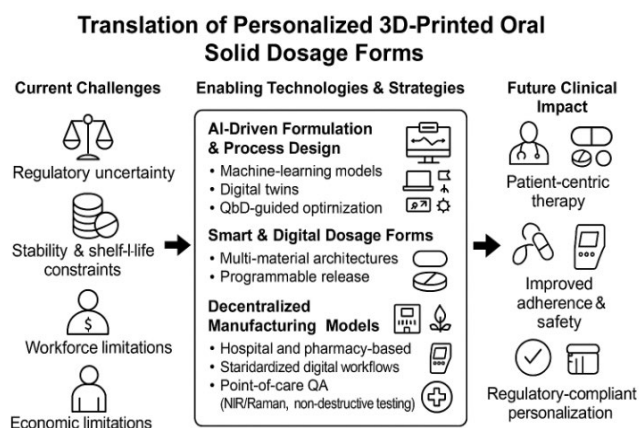 Translation of Personalized 3D-Printed Oral
Solid Dosage Forms
Current Challenges
Regulatory uncertainty
Stability & shelf-l-life
constraints
$
Workforce limitations
Economic limitations
Enabling Technologies & Strategies
AI-Driven Formulation
& Process Design
• Machine-learning models
• Digital twins
• QbD-guided optirnization
Smart & Digital Dosage Forms
• Multi-material architectures
• Programmable release
Decentralized
Manufacturing Models
• Hospital and pharmacy-based
• Staridardized digital workflows
• Point-of-care QA
(NIR/Raman, non-destructive testing)
Future Clinical
Impact
Patient-centric
therapy
Improved
adherence &
safety
Regulatory-compliant
personalization